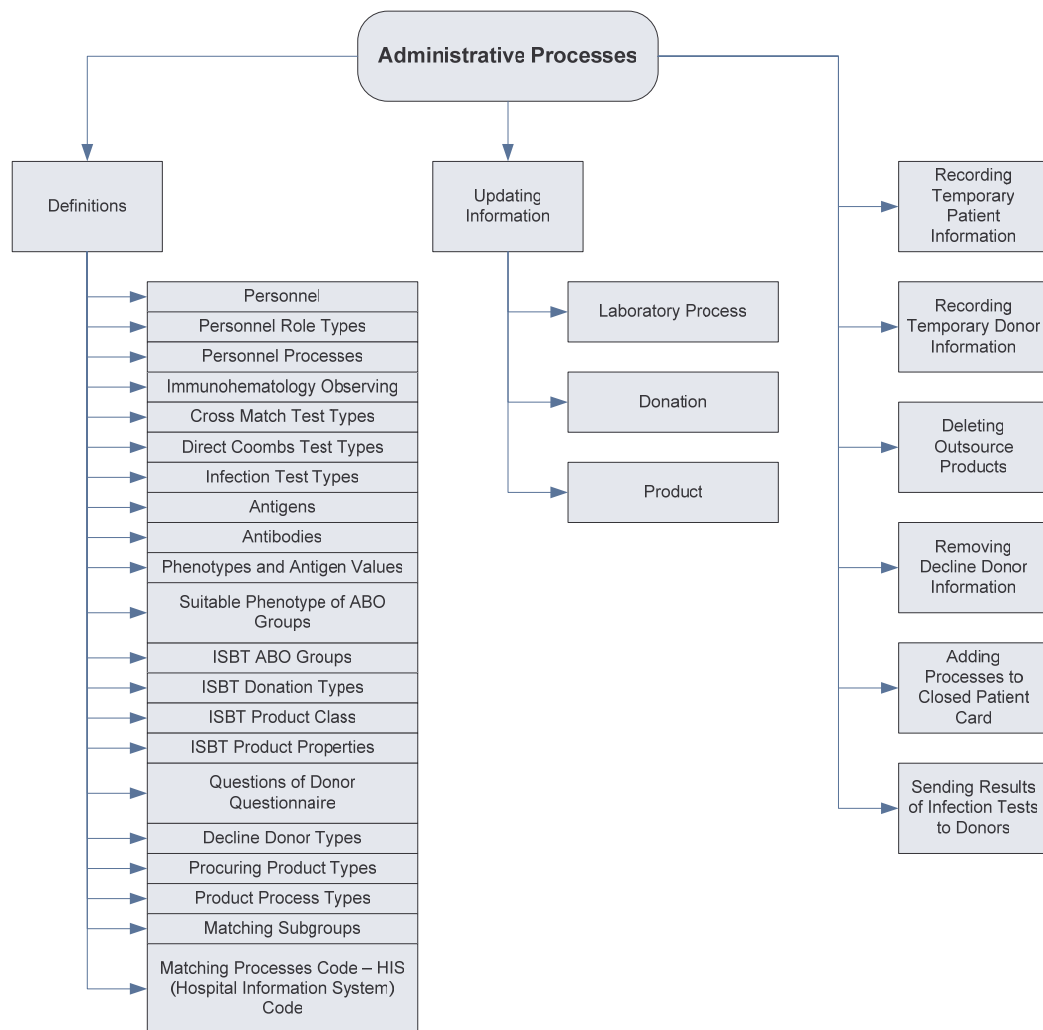 Administrative Processes
Definitions
Personnel
Personnel Role Types
Personnel Processes
Immunohematology Observing
Cross Match Test Types
Direct Coombs Test Types
Infection Test Types
Antigens
Antibodies
Phenotypes and Antigen Values
Suitable Phenotype of ABO
Groups
ISBT ABO Groups
ISBT Donation Types
ISBT Product Class
ISBT Product Properties
Questions of Donor
Questionnaire
Decline Donor Types
Procuring Product Types
Product Process Types
Matching Subgroups
Matching Processes Code – HIS
(Hospital Information System)
Code
Updating
Information
Laboratory Process
Donation
Product
Recording
Temporary
Patient
Information
Recording
Temporary Donor
Information
Deleting
Outsource
Products
Removing
Decline Donor
Information
Adding
Processes to
Closed Patient
Card
Sending Results
of Infection Tests
to Donors